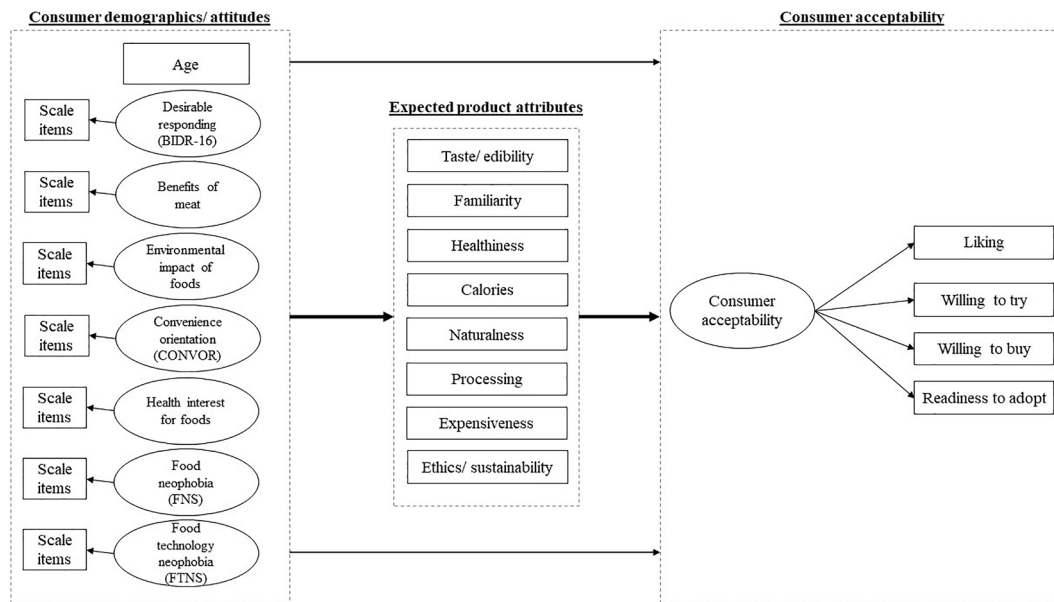 Consumer demographics/ attitudes
Age
Scale
items
Desirable
responding
(BIDR-16)
Scale
items
Benefits of
meat
Scale
items
Environmental
impact of
foods
Scale
items
Convenience
orientation
(CONVOR)
Scale
items
Health interest
for foods
Scale
items
Food
neophobia
(FNS)
Scale
items
Food
technology
neophobia
(FTNS)
Expected product attributes
Taste/ edibility
Familiarity
Healthiness
Calories
Naturalness
Processing
Expensiveness
Ethics/ sustainability
Consumer acceptability
Consumer
acceptability
Liking
Willing to try
Willing to buy
Readiness to adopt